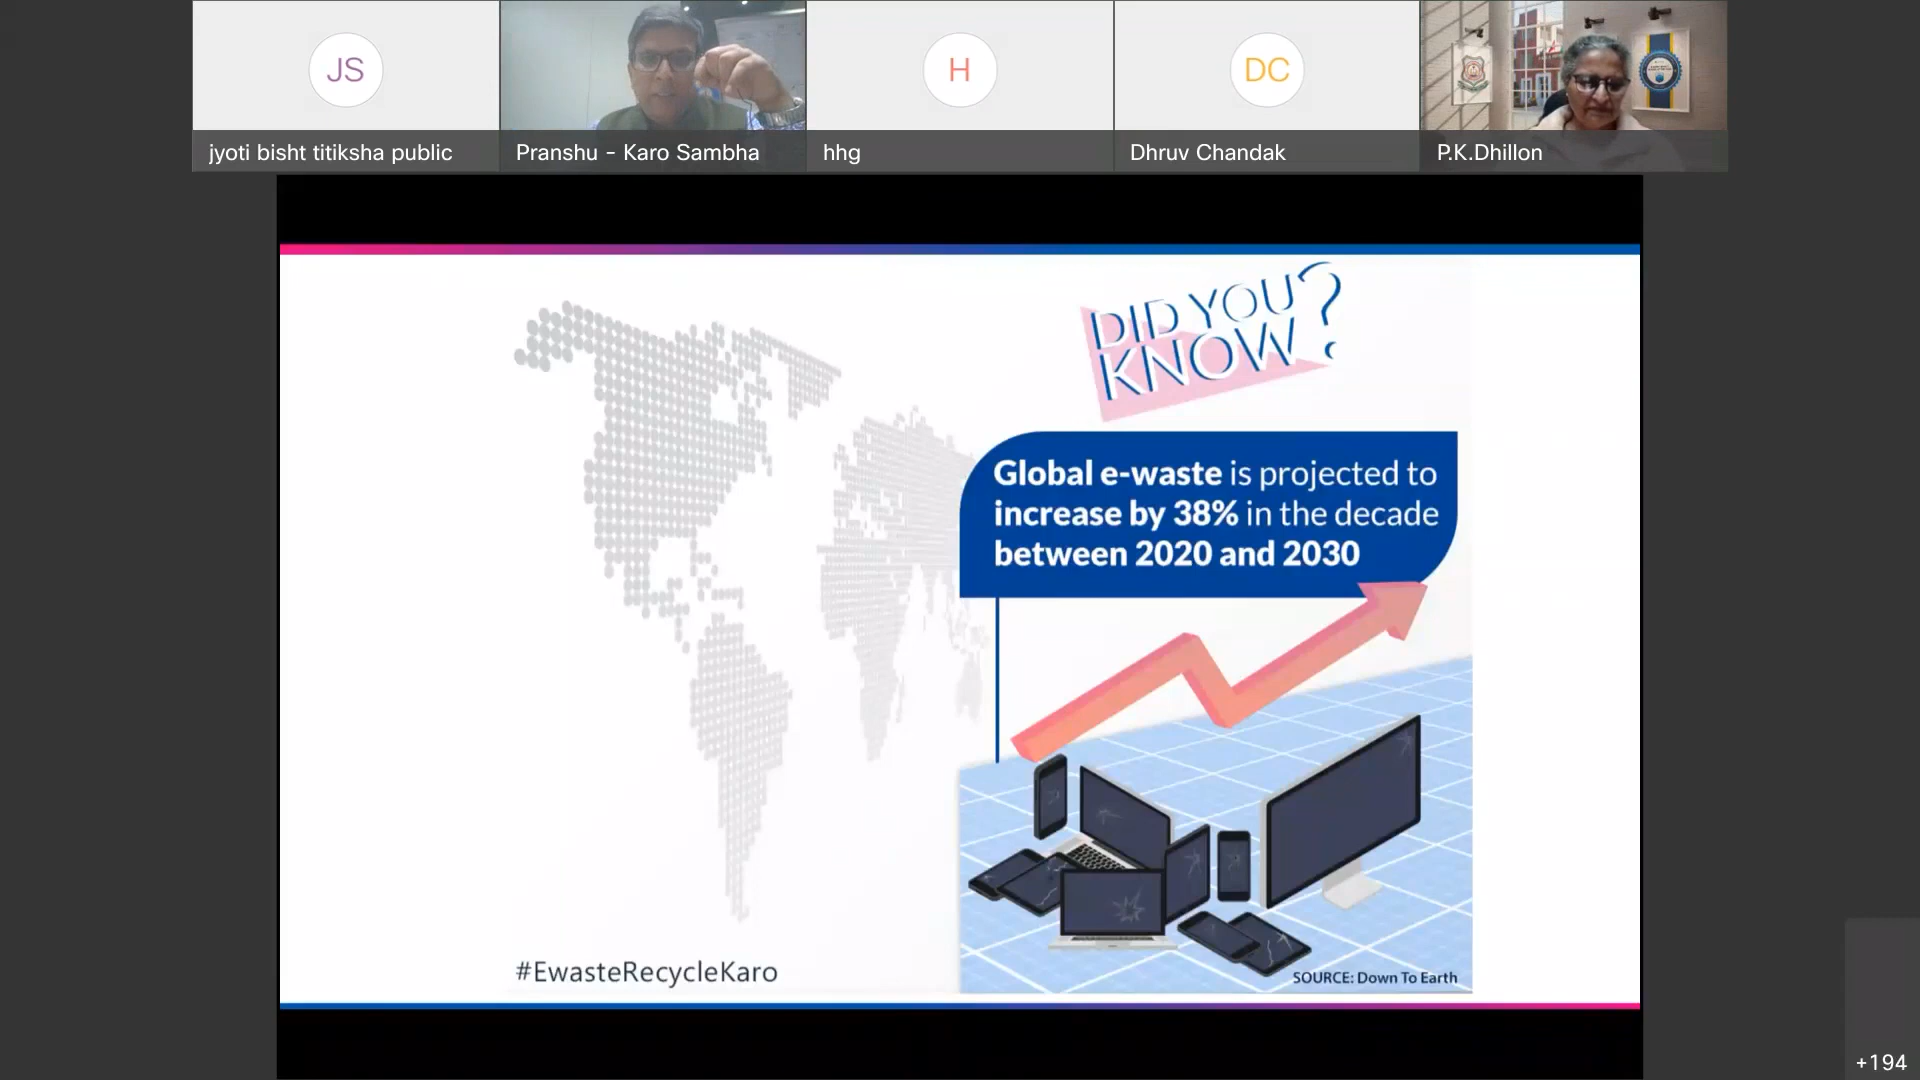 JS
H
DC
jyoti bisht titiksha public
Pranshu - Karo Sambha
hhg
Dhruv Chandak
P.K.Dhillon
DID YOU
KNOW?
Global e-waste is projected to
increase by 38% in the decade
between 2020 and 2030
#EwasteRecycleKaro
SOURCE: Down To Earth
+194